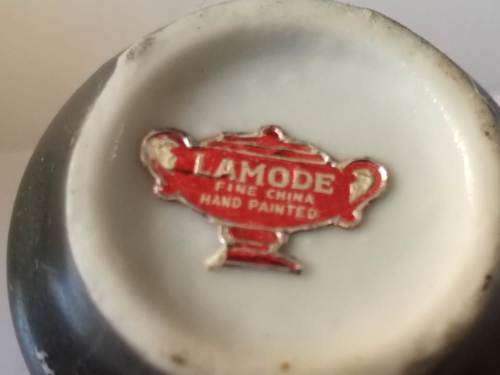 LAMODE
FINE CHINA
HAND PAINTED